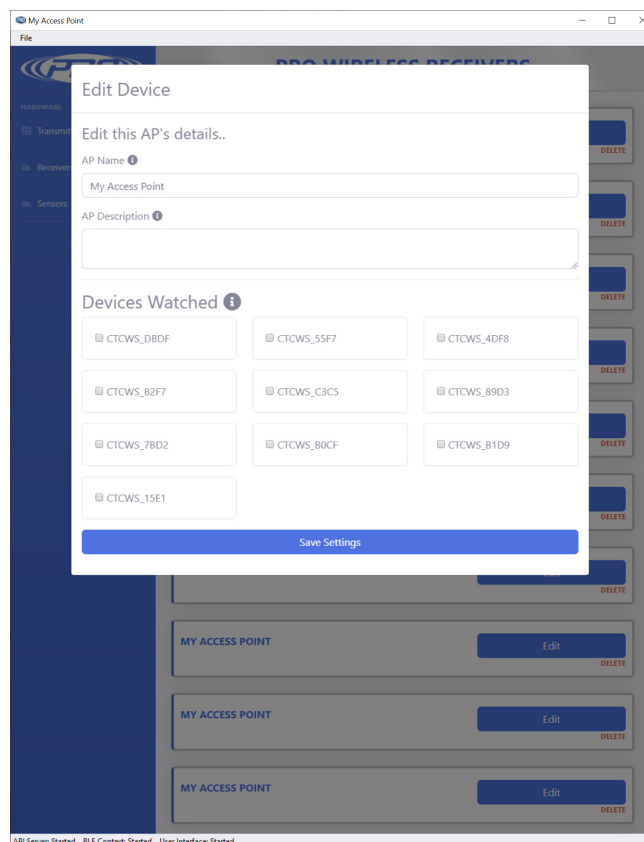 My Access Point
File
PRO WIRELESS RECEIVERS
Edit Device
HARDWARE
Edit this AP's details..
DELETE
AP Name
Receivers
My Access Point
Sensors
AP Description
DELETE
Devices Watched
DELETE
CTCWS_DBDF CTCWS_55F7 CTCWS_4DF8
DELETE
CTCWS_B2F7 CTCWS_C3C5 CTCWS_89D3
CTCWS_7BD2 CTCWS_B0CF CTCWS_B1D9
DELETE
CTCWS_15E1
DELETE
Save Settings
DELETE
MY ACCESS POINT Edit
DELETE
MY ACCESS POINT Edit
DELETE
MY ACCESS POINT Edit
DELETE
API Server: Started BLE Context: Started User Interface: Started